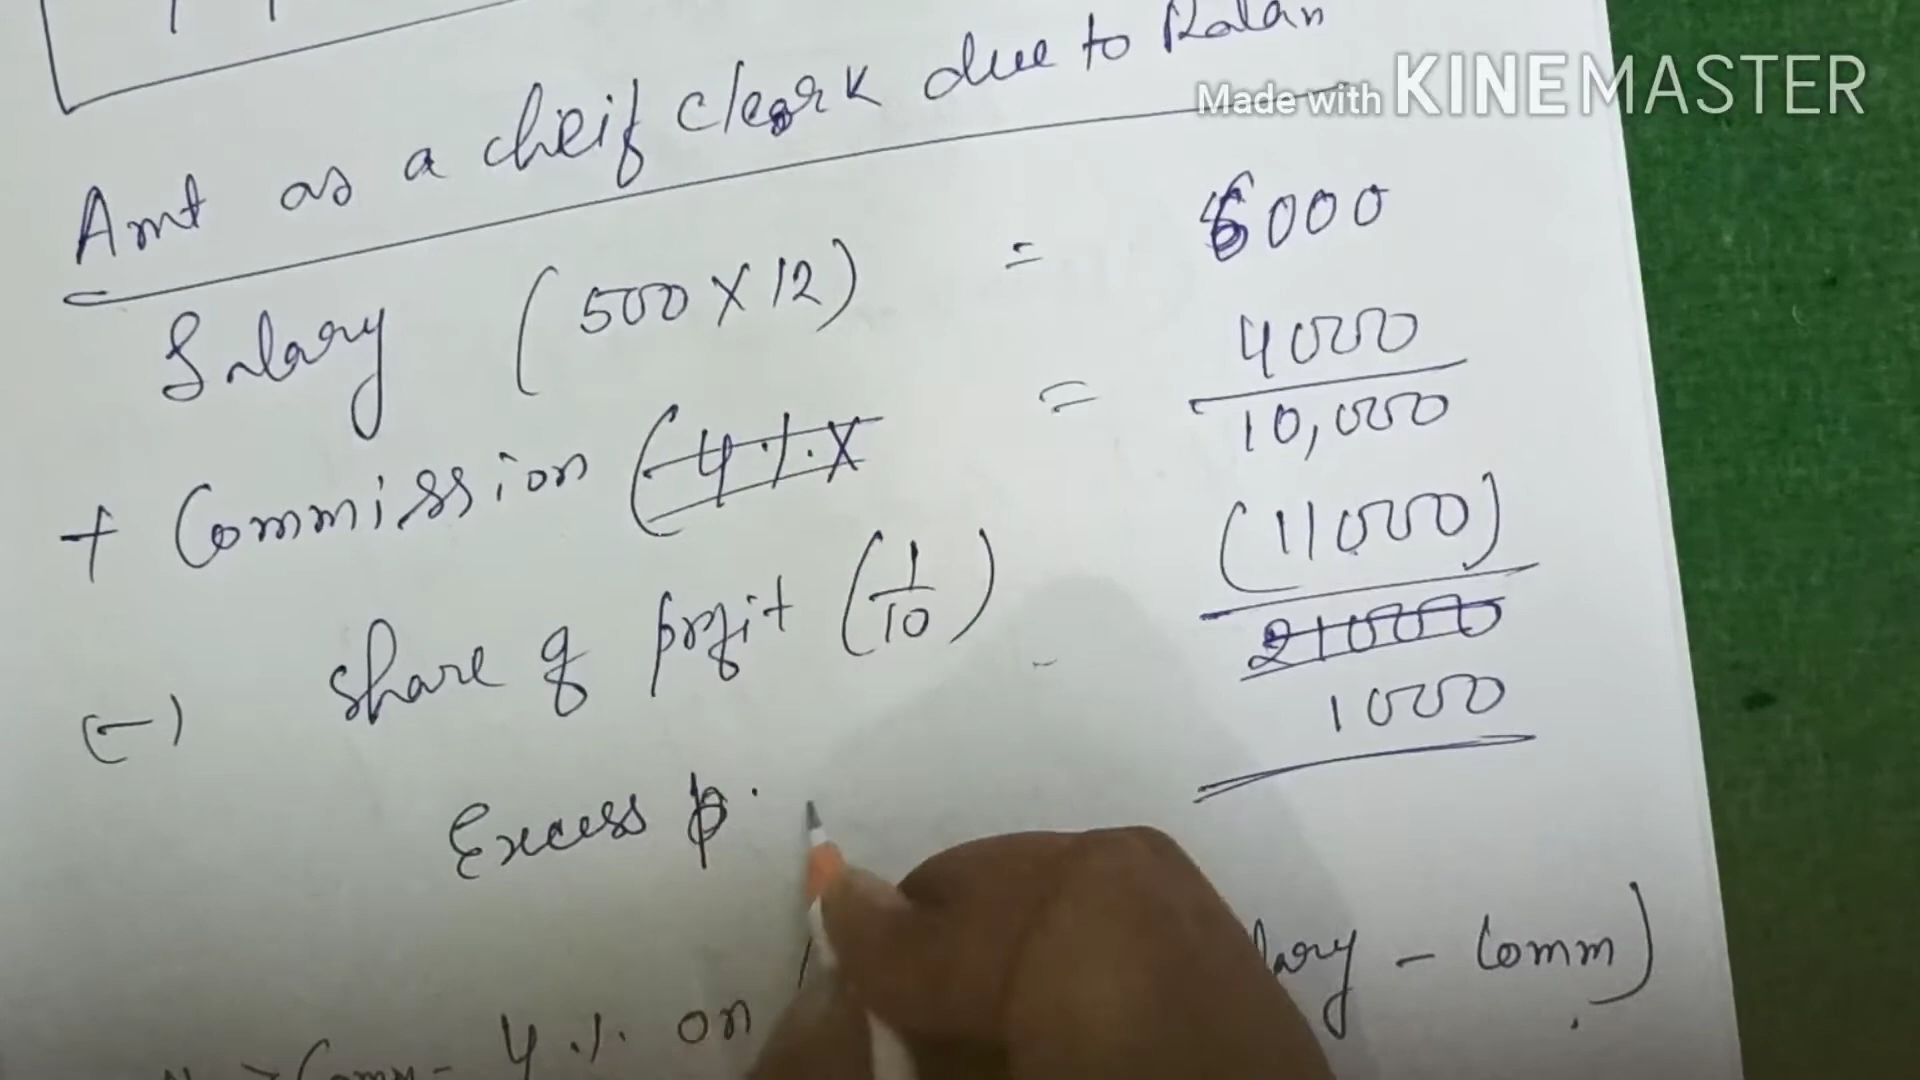 Amt as a cheif clerk due to Ratan
Made with KINEMASTER
Salary (500 X 12) = 6000
+ Commission (4%X = 4000
10,000
(-) Share of profit (1/10) - (11000)
21000
1000
Excess p.
Comm - 4% on lary - Comm)